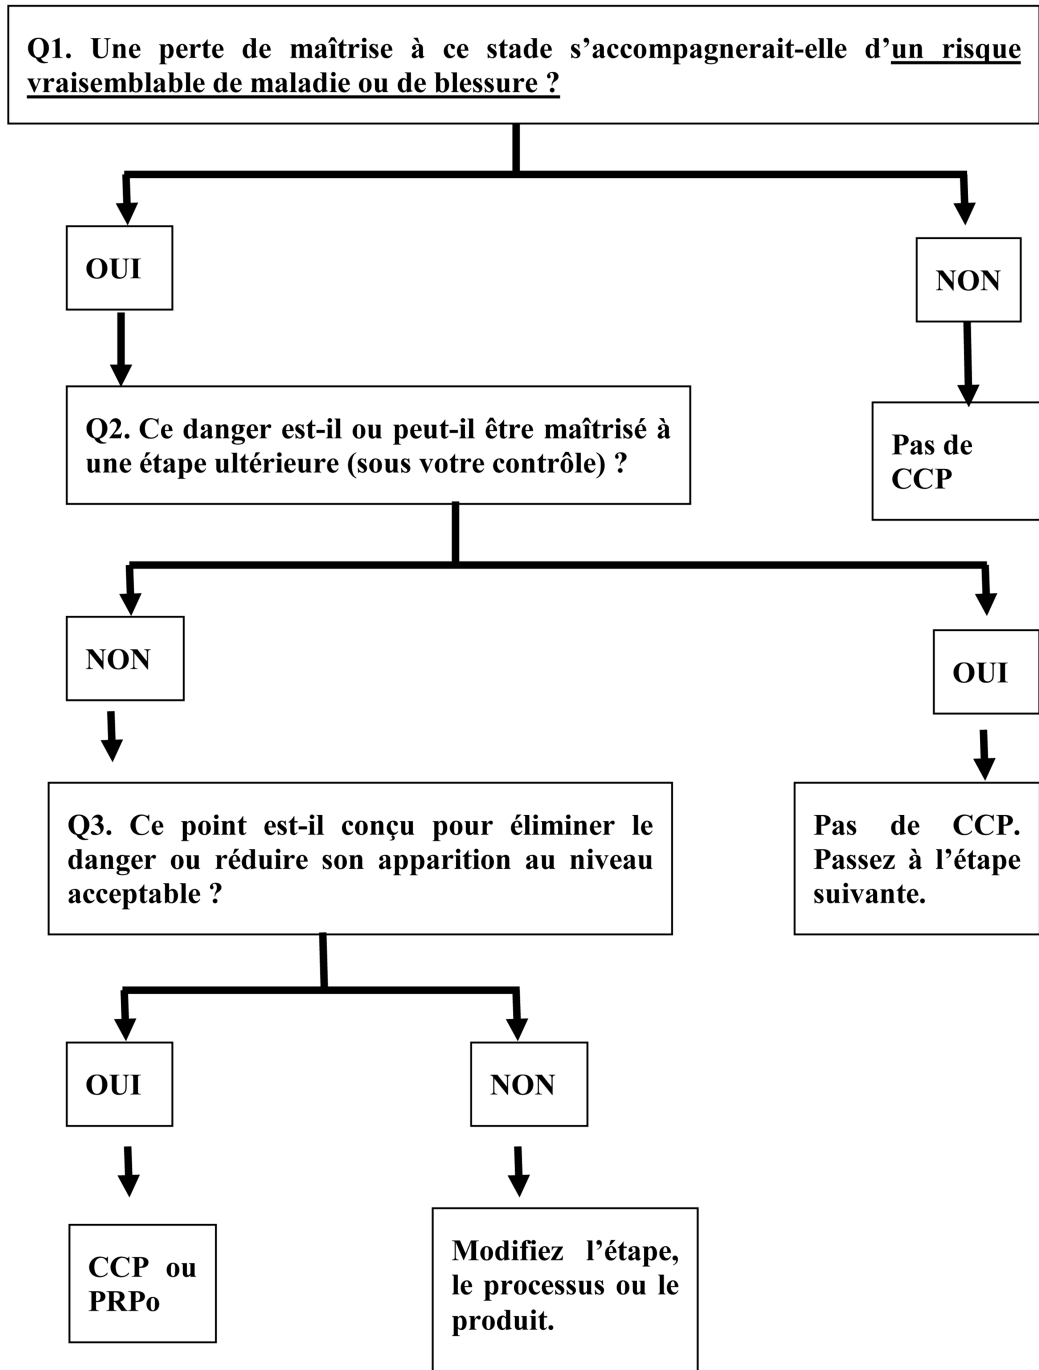 Q1. Une perte de maîtrise à ce stade s’accompagnerait-elle d’un risque
vraisemblable de maladie ou de blessure ?
OUI
NON
Q2. Ce danger est-il ou peut-il être maîtrisé à
une étape ultérieure (sous votre contrôle) ?
Pas de
CCP
NON
OUI
Q3. Ce point est-il conçu pour éliminer le
danger ou réduire son apparition au niveau
acceptable ?
Pas de CCP.
Passez à l’étape
suivante.
OUI
NON
CCP ou
PRPo
Modifiez l’étape,
le processus ou le
produit.